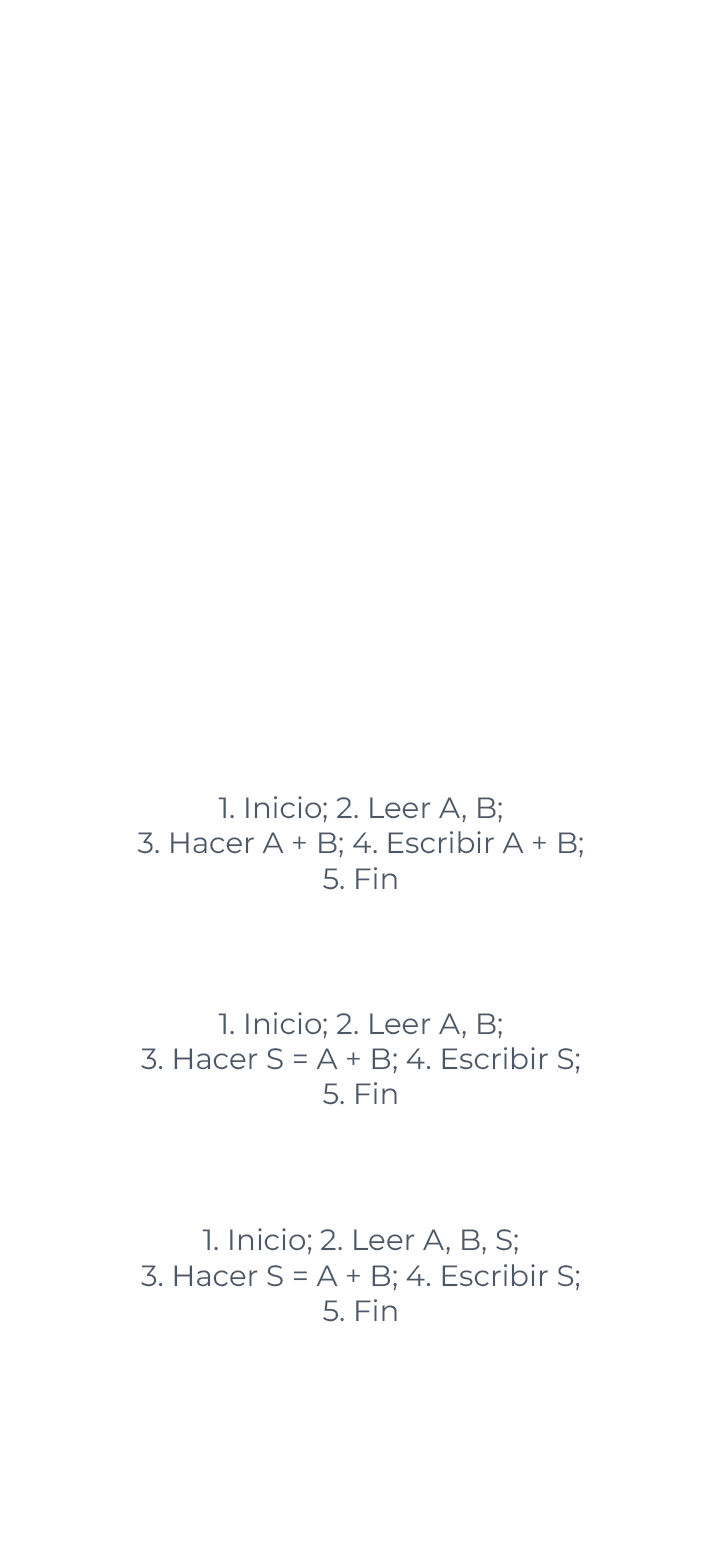 1. Inicio; 2. Leer A, B;
3. Hacer A + B; 4. Escribir A + B;
5. Fin
1. Inicio; 2. Leer A, B;
3. Hacer S = A + B; 4. Escribir S;
5. Fin
1. Inicio; 2. Leer A, B, S;
3. Hacer S = A + B; 4. Escribir S;
5. Fin